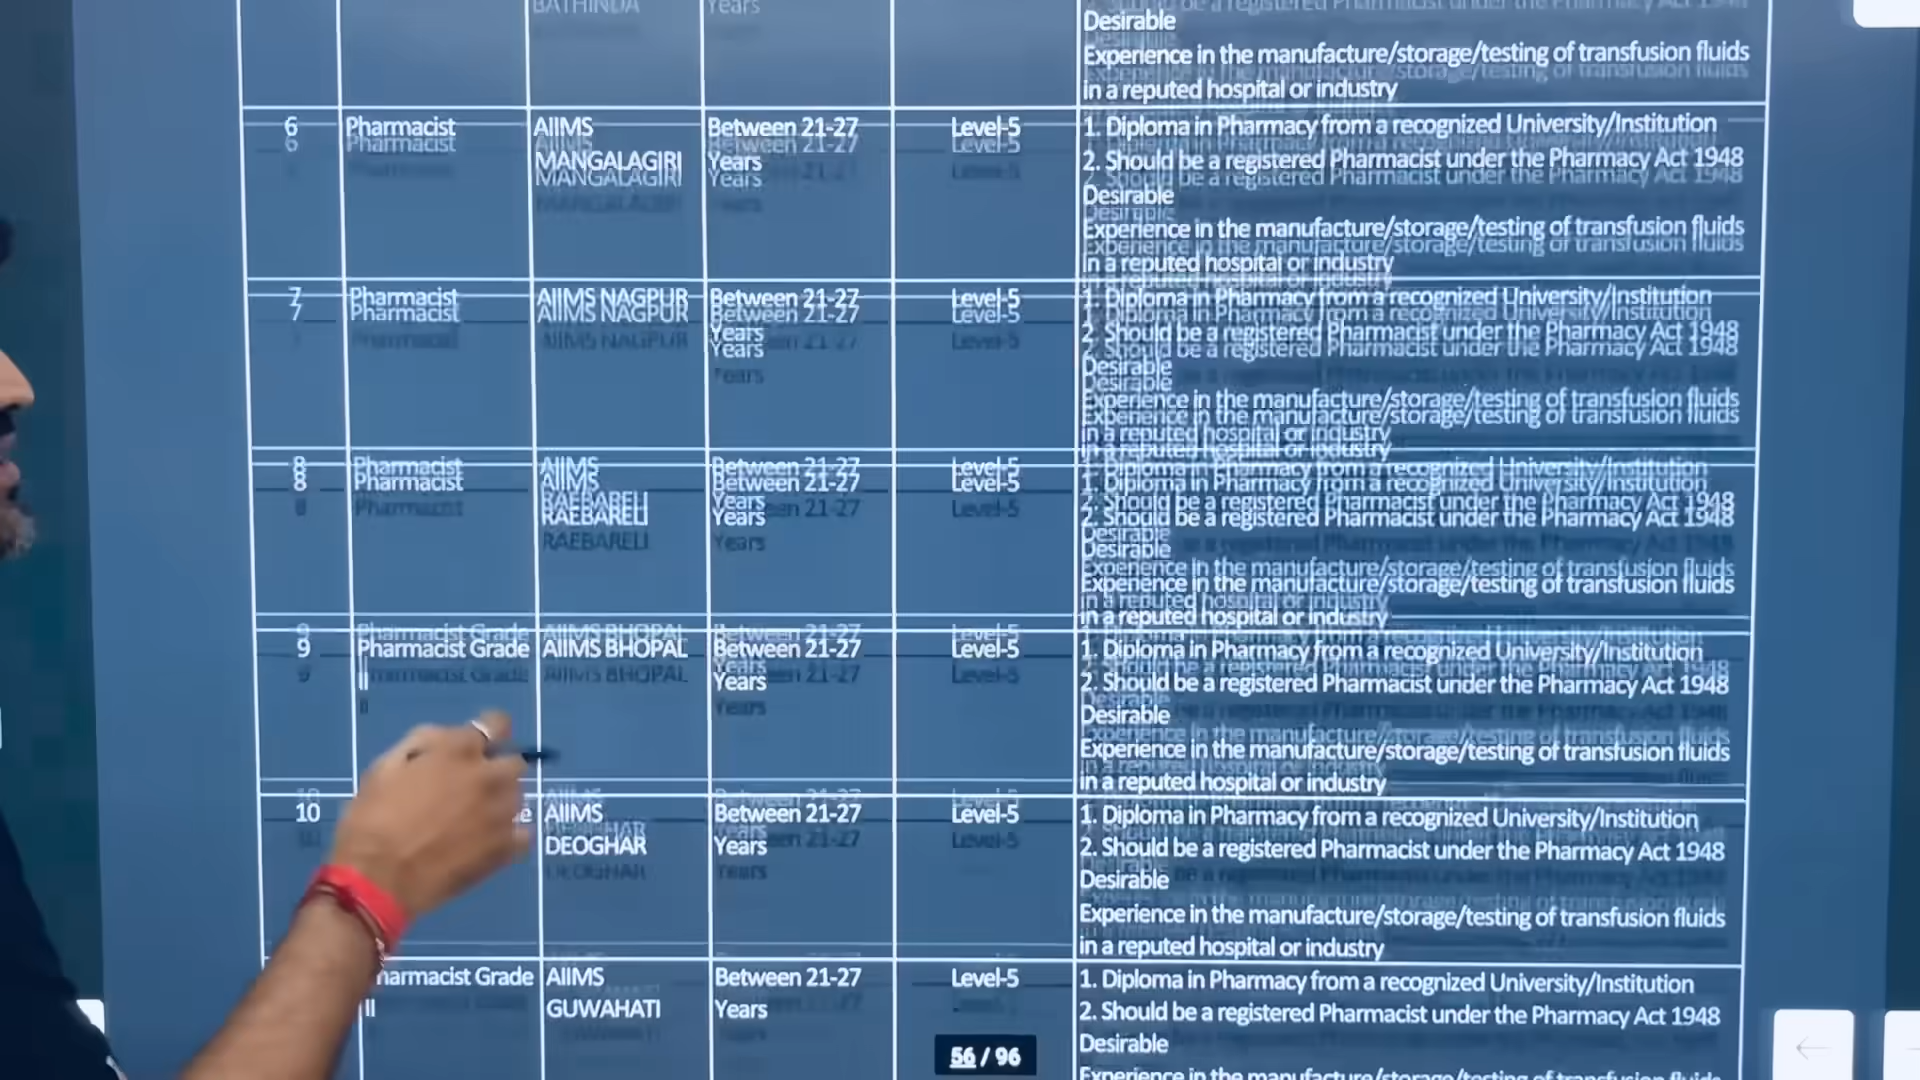 BATHINDA Years
Desirable
Experience in the manufacture/storage/testing of transfusion fluids
in a reputed hospital or industry
6 Pharmacist AIIMS Between 21-27 Level-5 1. Diploma in Pharmacy from a recognized University/Institution
MANGALAGIRI Years 2. Should be a registered Pharmacist under the Pharmacy Act 1948
Desirable
Experience in the manufacture/storage/testing of transfusion fluids
in a reputed hospital or industry
7 Pharmacist AIIMS NAGPUR Between 21-27 Level-5 1. Diploma in Pharmacy from a recognized University/Institution
Years 2. Should be a registered Pharmacist under the Pharmacy Act 1948
Desirable
Experience in the manufacture/storage/testing of transfusion fluids
in a reputed hospital or industry
8 Pharmacist AIIMS Between 21-27 Level-5 1. Diploma in Pharmacy from a recognized University/Institution
RAEBARELI Years 2. Should be a registered Pharmacist under the Pharmacy Act 1948
Desirable
Experience in the manufacture/storage/testing of transfusion fluids
in a reputed hospital or industry
9 Pharmacist Grade AIIMS BHOPAL Between 21-27 Level-5 1. Diploma in Pharmacy from a recognized University/Institution
II Years 2. Should be a registered Pharmacist under the Pharmacy Act 1948
Desirable
Experience in the manufacture/storage/testing of transfusion fluids
in a reputed hospital or industry
10 AIIMS Between 21-27 Level-5 1. Diploma in Pharmacy from a recognized University/Institution
DEOGHAR Years 2. Should be a registered Pharmacist under the Pharmacy Act 1948
Desirable
Experience in the manufacture/storage/testing of transfusion fluids
in a reputed hospital or industry
harmacist Grade AIIMS Between 21-27 Level-5 1. Diploma in Pharmacy from a recognized University/Institution
II GUWAHATI Years 2. Should be a registered Pharmacist under the Pharmacy Act 1948
Desirable
Experience in the manufacture/storage/testing of transfusion fluids
56 / 96